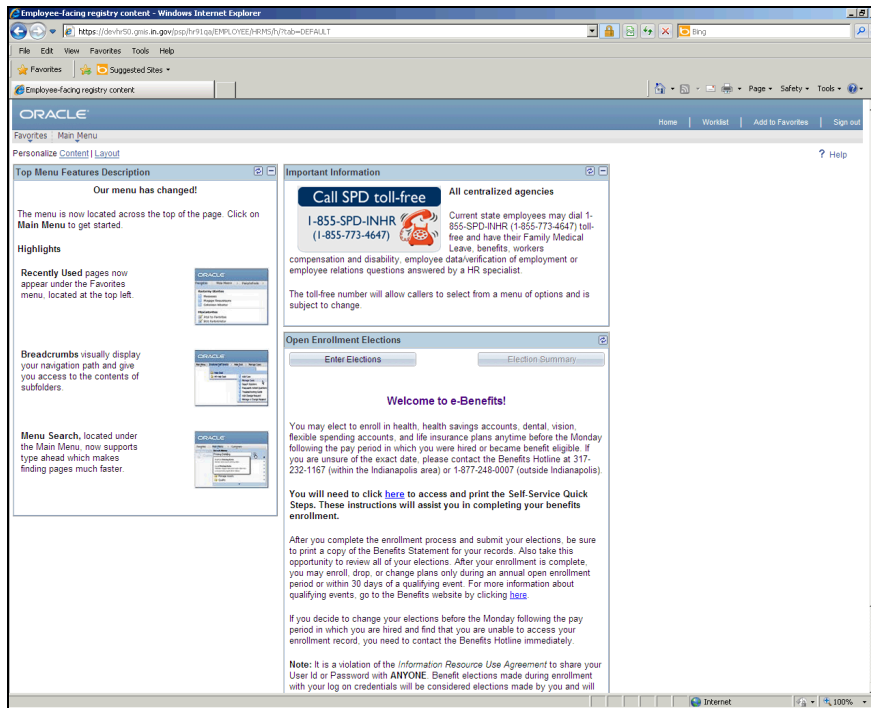 Employee-facing registry content - Windows Internet Explorer
https://devhr50.gmis.in.gov/psp/hr91qa/EMPLOYEE/HRMS/h/?tab=DEFAULT
Bing
File Edit View Favorites Tools Help
Favorites Suggested Sites
Employee-facing registry content
Page Safety Tools
ORACLE
Home | Worklist | Add to Favorites | Sign out
Favorites Main Menu
Personalize Content | Layout
? Help
Top Menu Features Description
Our menu has changed!
The menu is now located across the top of the page. Click on
Main Menu to get started.
Highlights
Recently Used pages now
appear under the Favorites
menu, located at the top left.
ORACLE
Breadcrumbs visually display
your navigation path and give
you access to the contents of
subfolders.
ORACLE
Menu Search, located under
the Main Menu, now supports
type ahead which makes
finding pages much faster.
ORACLE
Important Information
Call SPD toll-free
1-855-SPD-INHR
(1-855-773-4647)
All centralized agencies
Current state employees may dial 1-
855-SPD-INHR (1-855-773-4647) toll-
free and have their Family Medical
Leave, benefits, workers
compensation and disability, employee data/verification of employment or
employee relations questions answered by a HR specialist.
The toll-free number will allow callers to select from a menu of options and is
subject to change.
Open Enrollment Elections
Enter Elections
Election Summary
Welcome to e-Benefits!
You may elect to enroll in health, health savings accounts, dental, vision,
flexible spending accounts, and life insurance plans anytime before the Monday
following the pay period in which you were hired or became benefit eligible. If
you are unsure of the exact date, please contact the Benefits Hotline at 317-
232-1167 (within the Indianapolis area) or 1-877-248-0007 (outside Indianapolis).
You will need to click here to access and print the Self-Service Quick
Steps. These instructions will assist you in completing your benefits
enrollment.
After you complete the enrollment process and submit your elections, be sure
to print a copy of the Benefits Statement for your records. Also take this
opportunity to review all of your elections. After your enrollment is complete,
you may enroll, drop, or change plans only during an annual open enrollment
period or within 30 days of a qualifying event. For more information about
qualifying events, go to the Benefits website by clicking here.
If you decide to change your elections before the Monday following the pay
period in which you are hired and find that you are unable to access your
enrollment record, you need to contact the Benefits Hotline immediately.
Note: It is a violation of the Information Resource Use Agreement to share your
User Id or Password with ANYONE. Benefit elections made during enrollment
with your log on credentials will be considered elections made by you and will
Internet
100%